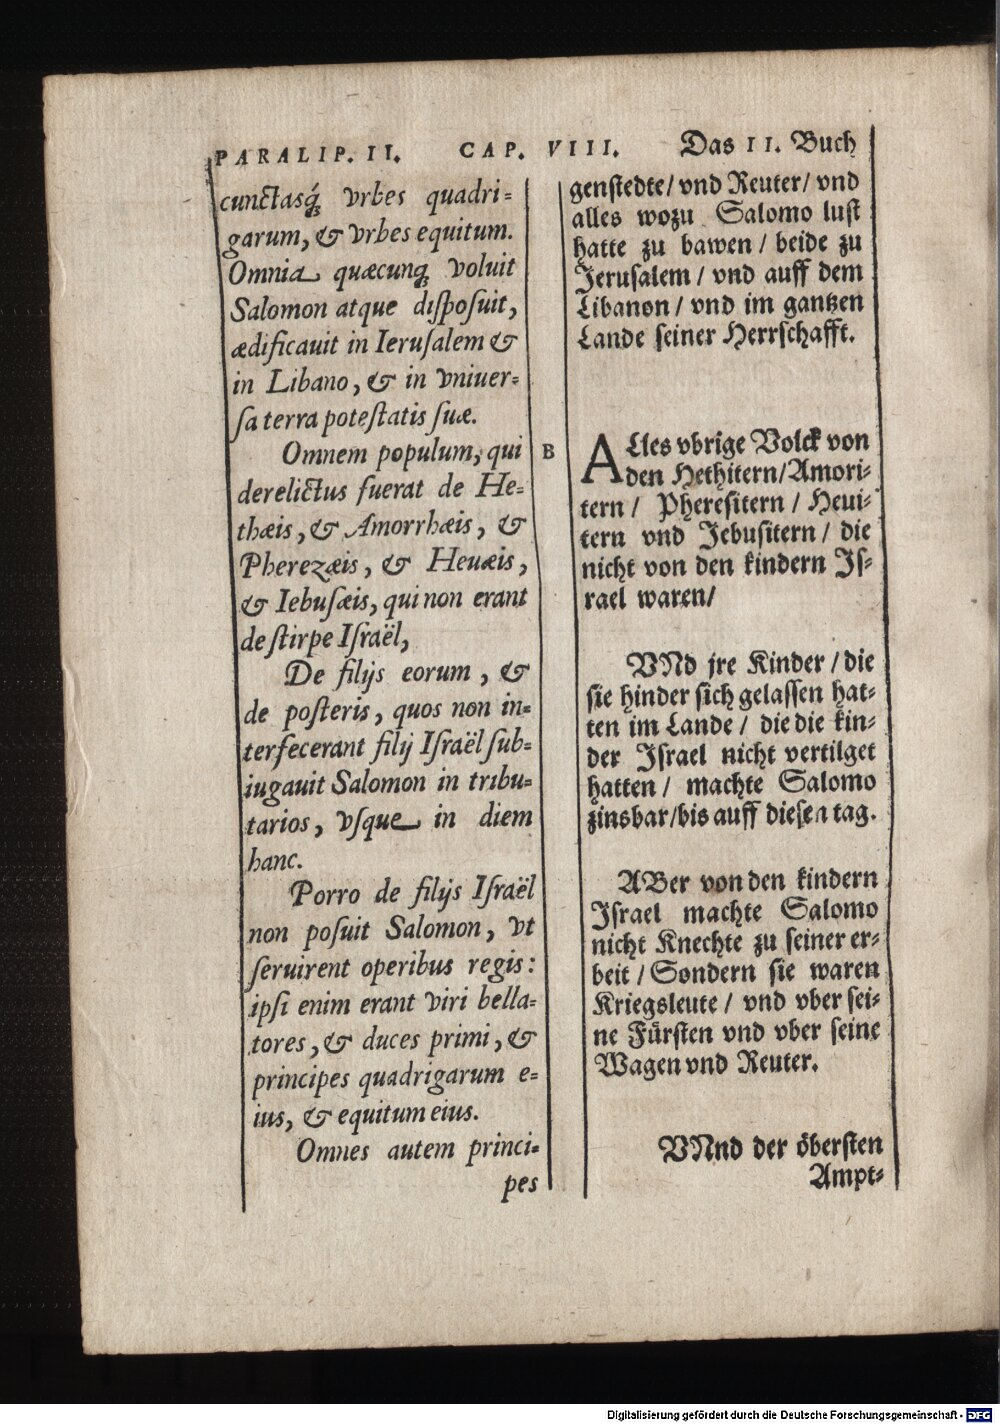 PARALIP. II. CAP. VIII. Das II. Buch
cunctasq́ꝫ vrbes quadri-
garum, & vrbes equitum.
Omnia quæcunqꝫ voluit
Salomon atque diſpoſuit,
ædificauit in Ieruſalem &
in Libano, & in vniuer-
ſa terra poteſtatis ſuæ.
Omnem populum, qui
derelictus fuerat de He-
thæis, & Amorrhæis, &
Pherezæis, & Heuæis,
& Iebuſæis, qui non erant
de ſtirpe Iſraël,
De filijs eorum, &
de poſteris, quos non in-
terfecerant filij Iſraël ſub-
iugauit Salomon in tribu-
tarios, vſque in diem
hanc.
Porro de filijs Iſraël
non poſuit Salomon, vt
ſeruirent operibus regis:
ipſi enim erant viri bella-
tores, & duces primi, &
principes quadrigarum e-
ius, & equitum eius.
Omnes autem princi-
pes
genſtedte/ vnd Reuter/ vnd
alles wozu Salomo luſt
hatte zu bawen / beide zu
Jeruſalem / vnd auff dem
Libanon / vnd im gantzen
Lande ſeiner Herrſchafft.
B
ALles vbrige Volck von
den Hethitern/Amori-
tern / Phereſitern / Heui-
tern vnd Jebuſitern / die
nicht von den kindern Iſ-
rael waren/
VNd jre Kinder / die
ſie hinder ſich gelaſſen hat-
ten im Lande / die die kin-
der Iſrael nicht vertilget
hatten / machte Salomo
zinsbar/bis auff dieſen tag.
ABer von den kindern
Iſrael machte Salomo
nicht Knechte zu ſeiner er-
beit / Sondern ſie waren
Kriegsleute / vnd vber ſei-
ne Fürſten vnd vber ſeine
Wagen vnd Reuter.
VNnd der öberſten
Ampt-
Digitalisierung gefördert durch die Deutsche Forschungsgemeinschaft - DFG